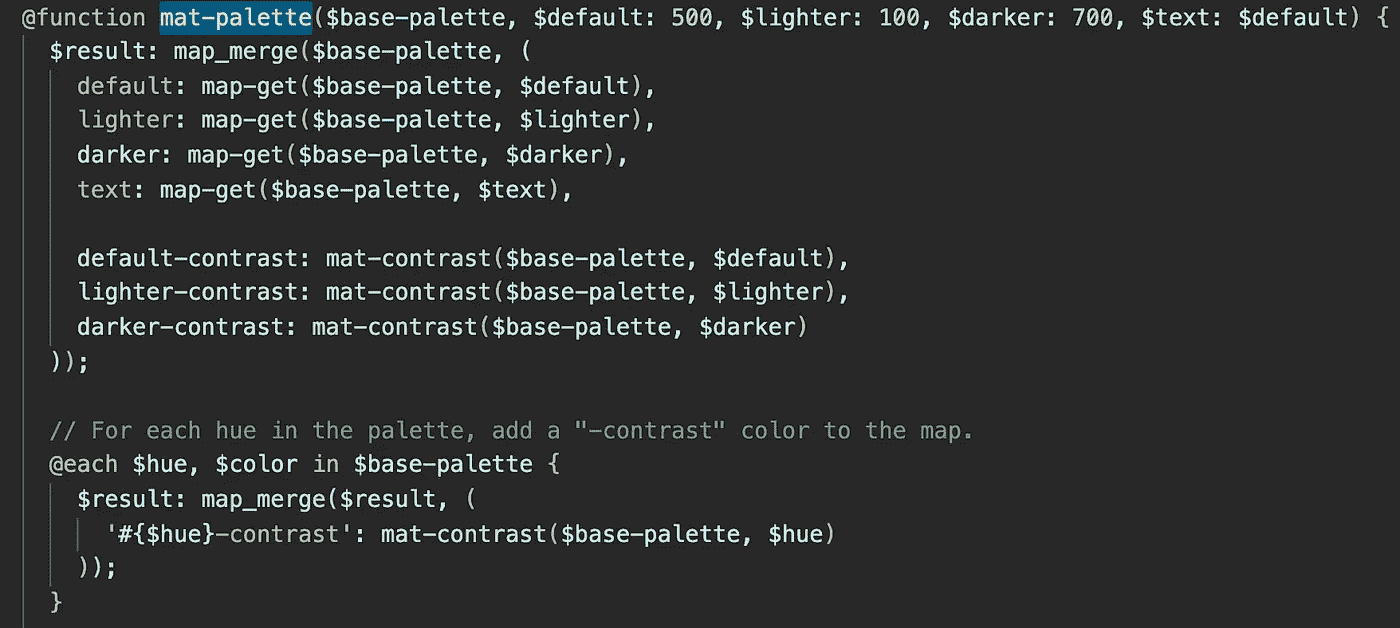 @function mat-palette($base-palette, $default: 500, $lighter: 100, $darker: 700, $text: $default) {
  $result: map_merge($base-palette, (
    default: map-get($base-palette, $default),
    lighter: map-get($base-palette, $lighter),
    darker: map-get($base-palette, $darker),
    text: map-get($base-palette, $text),

    default-contrast: mat-contrast($base-palette, $default),
    lighter-contrast: mat-contrast($base-palette, $lighter),
    darker-contrast: mat-contrast($base-palette, $darker)
  ));

  // For each hue in the palette, add a "-contrast" color to the map.
  @each $hue, $color in $base-palette {
    $result: map_merge($result, (
      '#{$hue}-contrast': mat-contrast($base-palette, $hue)
    ));
  }